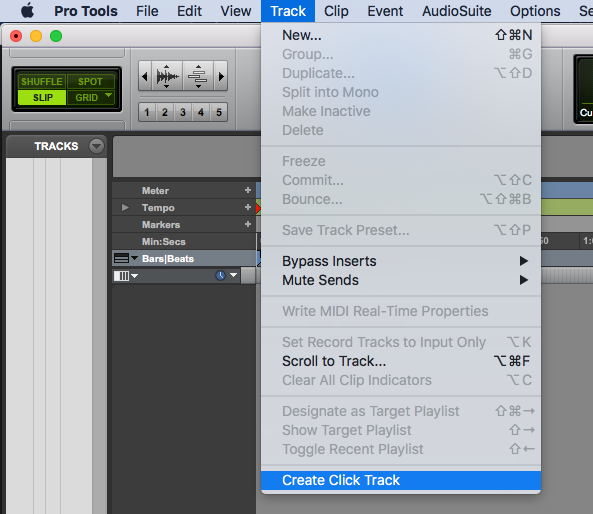 Pro Tools File Edit View Track Clip Event AudioSuite Options Se
SHUFFLE SPOT
SLIP GRID
1 2 3 4 5
Cu
TRACKS
Meter +
Tempo +
Markers +
Min:Secs
Bars|Beats
50 1:0
New... ⇧⌘N
Group... ⌘G
Duplicate... ⌥⇧D
Split into Mono
Make Inactive
Delete
Freeze
Commit... ⌥⇧C
Bounce... ⌥⇧⌘B
Save Track Preset... ⌥⇧P
Bypass Inserts
Mute Sends
Write MIDI Real-Time Properties
Set Record Tracks to Input Only ⌥K
Scroll to Track... ⌥⌘F
Clear All Clip Indicators ⌥C
Designate as Target Playlist ⇧⌘→
Show Target Playlist ⇧→
Toggle Recent Playlist ⇧←
Create Click Track